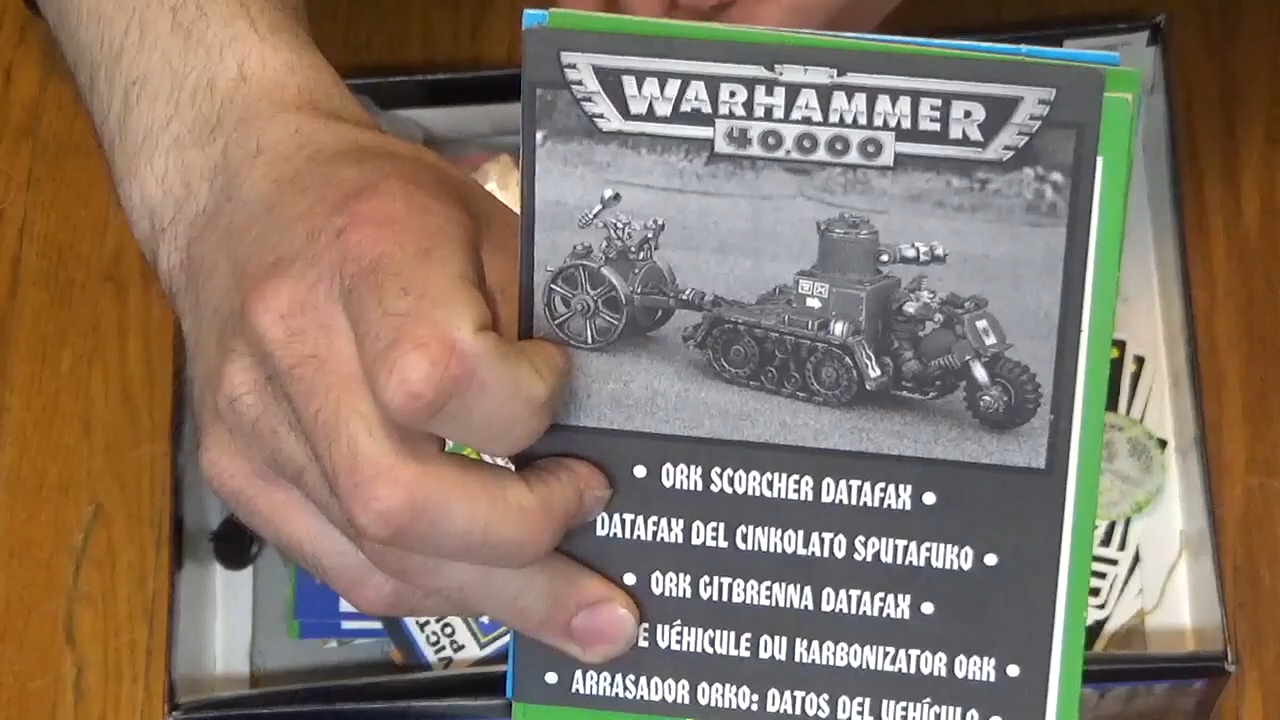 WARHAMMER
40,000
• ORK SCORCHER DATAFAX •
DATAFAX DEL CINKOLATO SPUTAFUKO •
• ORK GITBRENNA DATAFAX •
VÉHICULE DU KARBONIZATOR ORK •
• ARRASADOR ORKO: DATOS DEL VEHÍCULO •